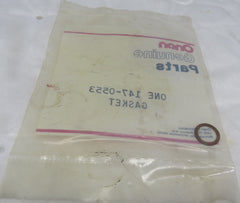 Onan
Genuine
Parts
ONE 147-0553
GASKET